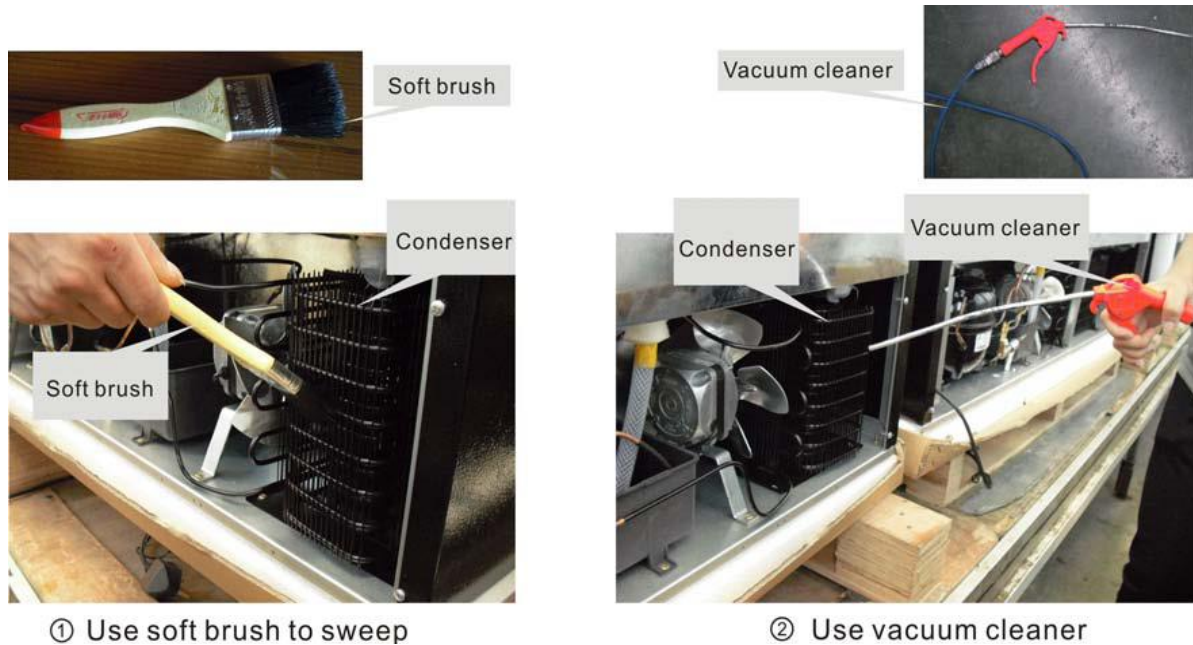 Soft brush
Vacuum cleaner
Condenser
Soft brush
Condenser
Vacuum cleaner
① Use soft brush to sweep
② Use vacuum cleaner